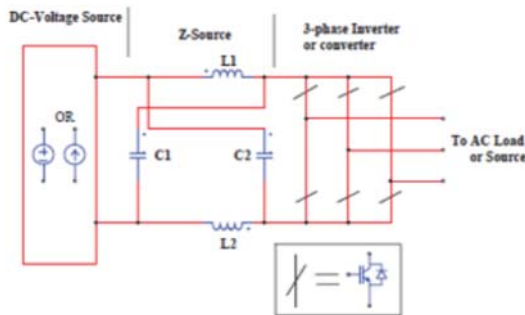 DC-Voltage Source
Z-Source
3-phase Inverter
or converter
L1
OR
C1
C2
To AC Load
or Source
L2